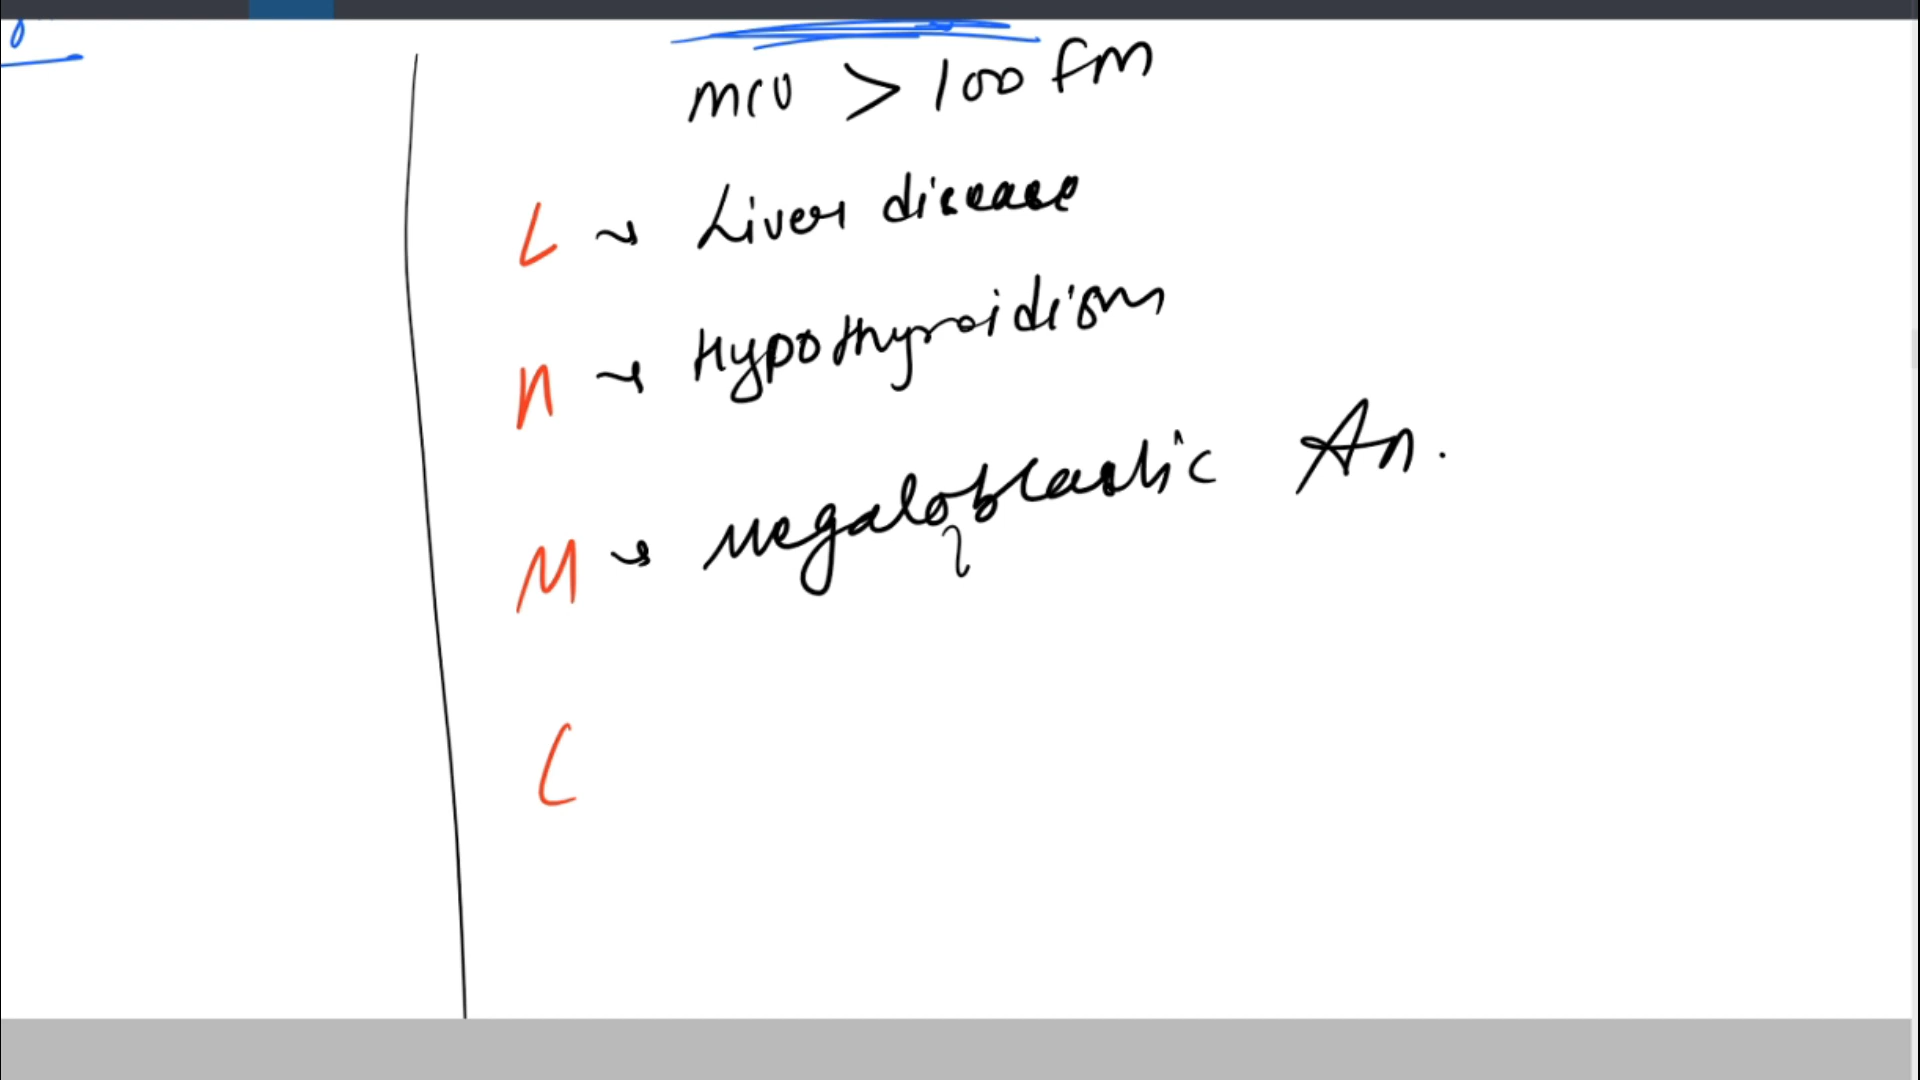 MCV > 100 fm
L → Liver disease
H → Hypothyroidism
M → Megaloblastic An.
C